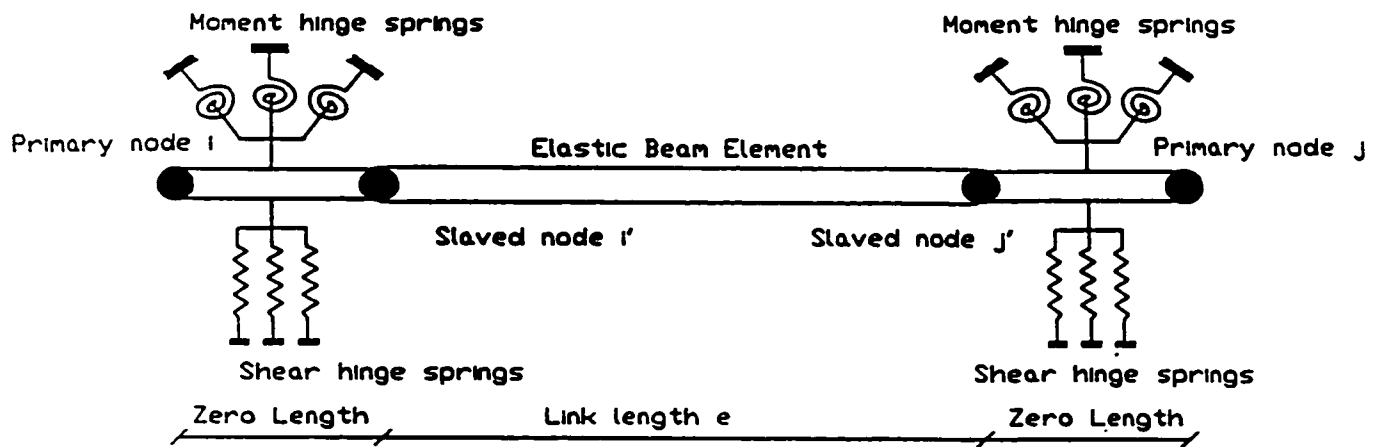 Moment hinge springs
Moment hinge springs
Primary node i
Elastic Beam Element
Primary node j
Slaved node i'
Slaved node j'
Shear hinge springs
Shear hinge springs
Zero Length
Link length e
Zero Length